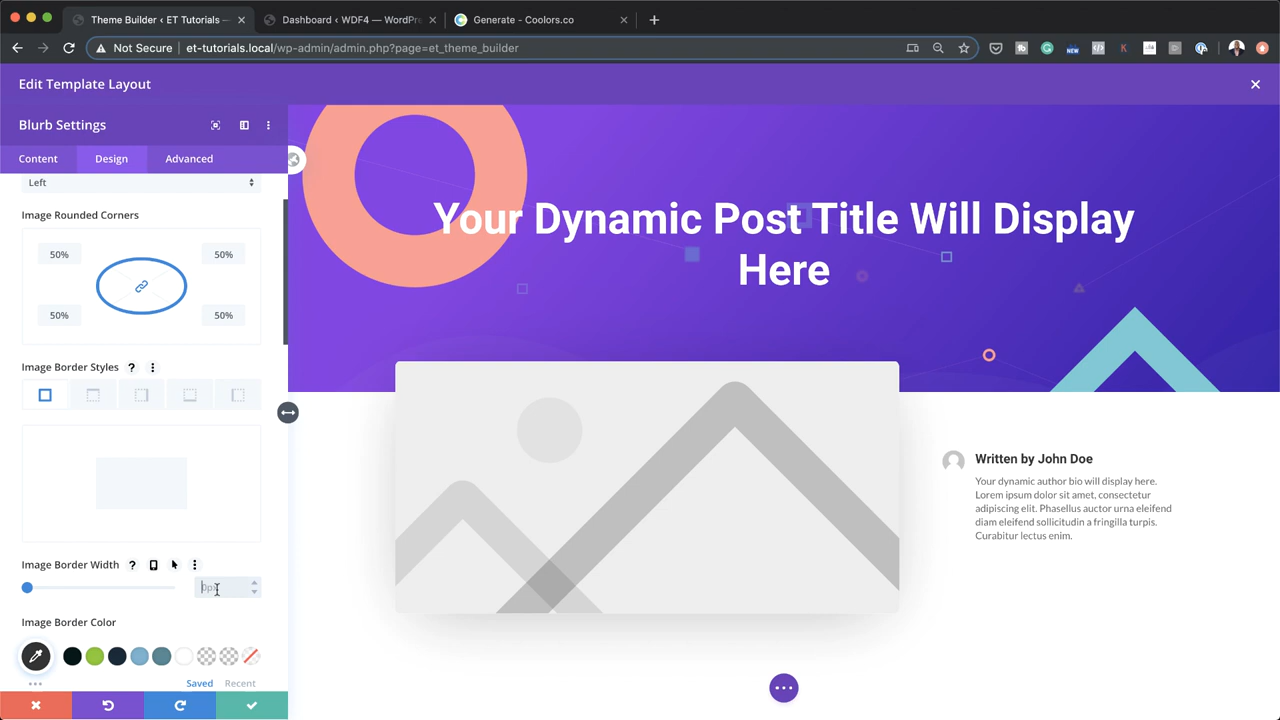 Theme Builder ‹ ET Tutorials —
Dashboard ‹ WDF4 — WordPr
Generate - Coolors.co
Not Secure
et-tutorials.local/wp-admin/admin.php?page=et_theme_builder
Edit Template Layout
Blurb Settings
Content
Design
Advanced
Left
Image Rounded Corners
50%
50%
50%
50%
Image Border Styles
Image Border Width
0px
Image Border Color
Saved
Recent
Your Dynamic Post Title Will Display
Here
Written by John Doe
Your dynamic author bio will display here.
Lorem ipsum dolor sit amet, consectetur
adipiscing elit. Phasellus auctor urna eleifend
diam eleifend sollicitudin a fringilla turpis.
Curabitur lectus enim.